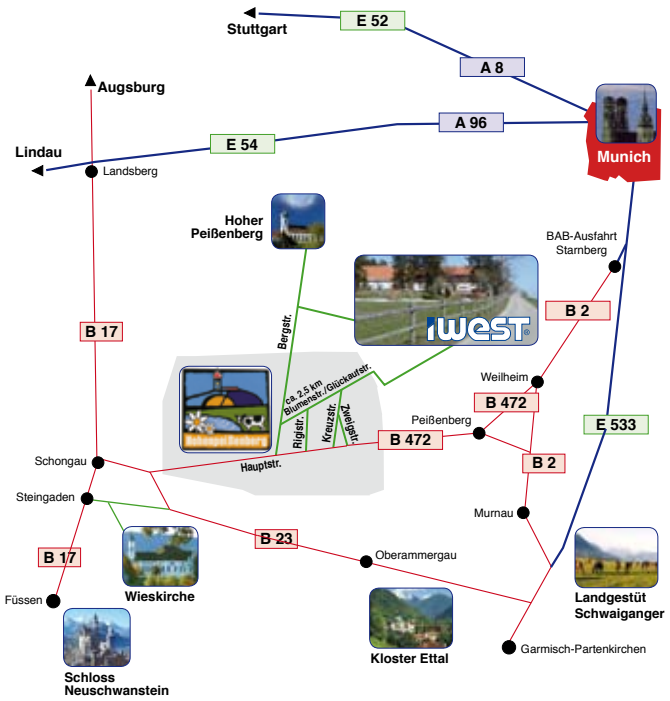 E 52
Stuttgart
A 8
Augsburg
A 96
E 54
Lindau
Munich
Landsberg
Hoher
Peißenberg
BAB-Ausfahrt
Starnberg
iWEST®
B 2
Bergstr.
B 17
ca. 2,5 km
Blumenstr./Glückaufstr.
Weilheim
B 472
Hohenpeißenberg
Rigistr.
Kreuzstr.
Zweigstr.
Peißenberg
E 533
B 472
Hauptstr.
B 2
Schongau
Steingaden
Murnau
B 23
B 17
Oberammergau
Wieskirche
Füssen
Landgestüt
Schwaiganger
Kloster Ettal
Garmisch-Partenkirchen
Schloss
Neuschwanstein